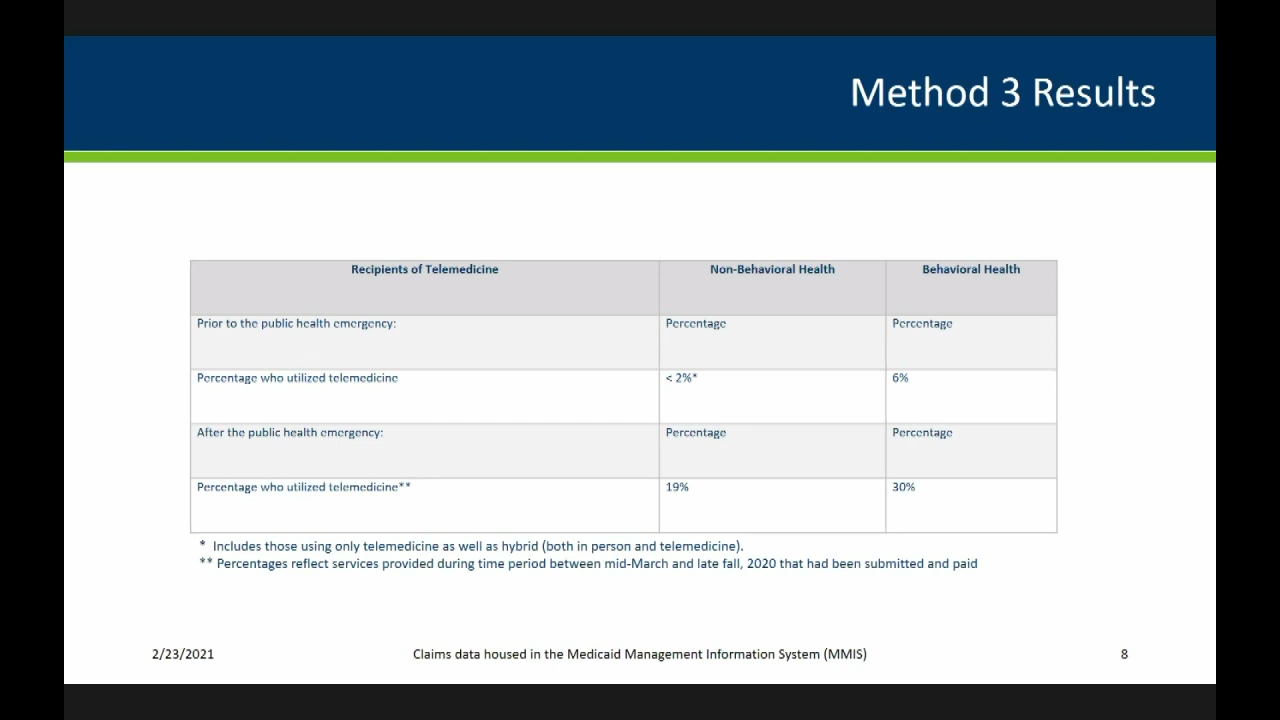 Method 3 Results
Recipients of Telemedicine Non-Behavioral Health Behavioral Health
Prior to the public health emergency: Percentage Percentage
Percentage who utilized telemedicine < 2%* 6%
After the public health emergency: Percentage Percentage
Percentage who utilized telemedicine** 19% 30%
* Includes those using only telemedicine as well as hybrid (both in person and telemedicine).
** Percentages reflect services provided during time period between mid-March and late fall, 2020 that had been submitted and paid
2/23/2021 Claims data housed in the Medicaid Management Information System (MMIS) 8